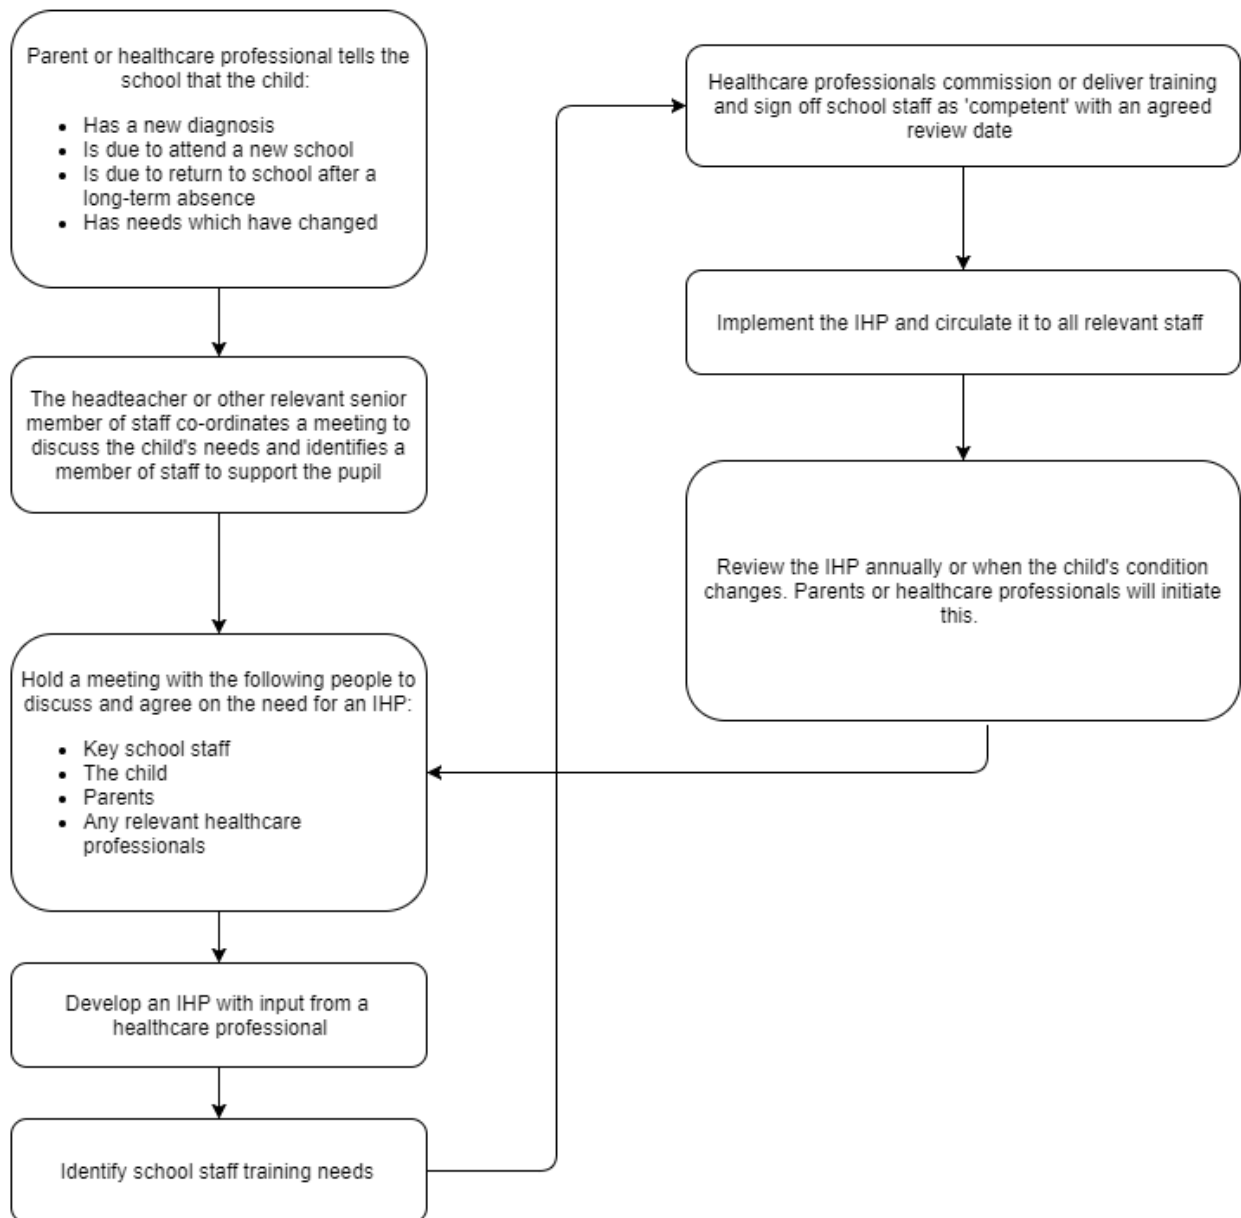 Parent or healthcare professional tells the
school that the child:
• Has a new diagnosis
• Is due to attend a new school
• Is due to return to school after a
long-term absence
• Has needs which have changed
The headteacher or other relevant senior
member of staff co-ordinates a meeting to
discuss the child's needs and identifies a
member of staff to support the pupil
Hold a meeting with the following people to
discuss and agree on the need for an IHP:
• Key school staff
• The child
• Parents
• Any relevant healthcare
professionals
Develop an IHP with input from a
healthcare professional
Identify school staff training needs
Healthcare professionals commission or deliver training
and sign off school staff as 'competent' with an agreed
review date
Implement the IHP and circulate it to all relevant staff
Review the IHP annually or when the child's condition
changes. Parents or healthcare professionals will initiate
this.